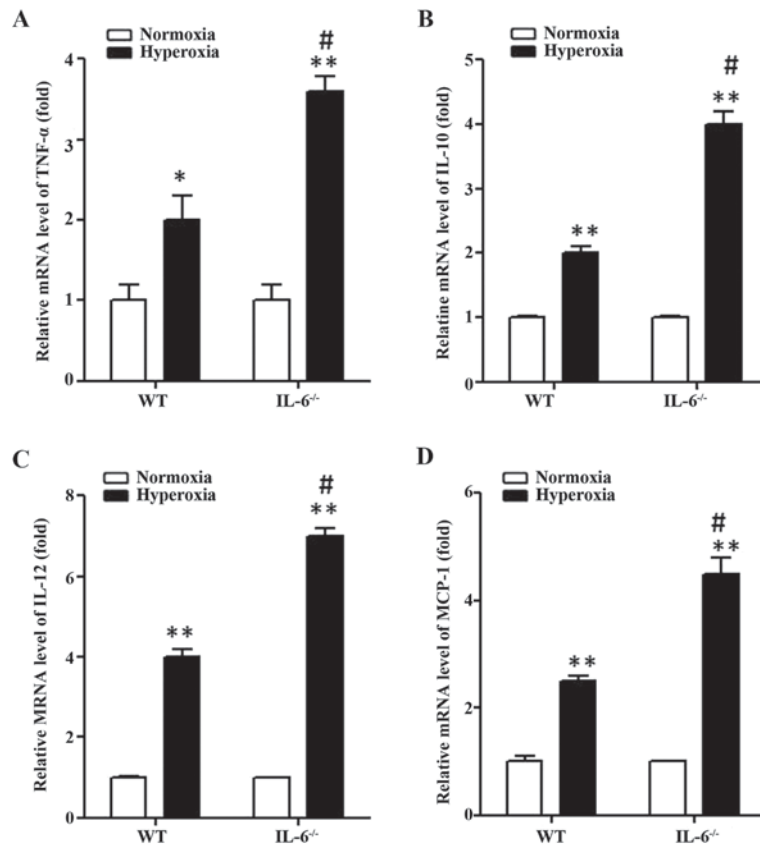 A
Normoxia
Hyperoxia
Relative mRNA level of TNF-α (fold)
4
3
2
1
0
*
#
**
WT
IL-6-/-
B
Normoxia
Hyperoxia
Relatine mRNA level of IL-10 (fold)
5
4
3
2
1
0
**
#
**
WT
IL-6-/-
C
Normoxia
Hyperoxia
Relative MRNA level of IL-12 (fold)
8
6
4
2
0
**
#
**
WT
IL-6-/-
D
Normoxia
Hyperoxia
Relative mRNA level of MCP-1 (fold)
6
4
2
0
**
#
**
WT
IL-6-/-